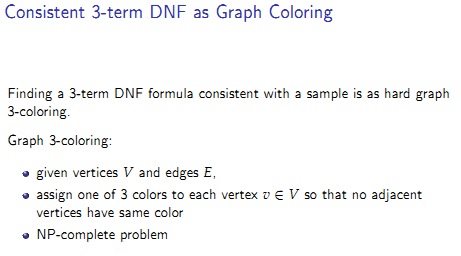 Consistent 3-term DNF as Graph Coloring
Finding a 3-term DNF formula consistent with a sample is as hard graph
3-coloring.
Graph 3-coloring:
• given vertices V and edges E,
• assign one of 3 colors to each vertex v ∈ V so that no adjacent
vertices have same color
• NP-complete problem